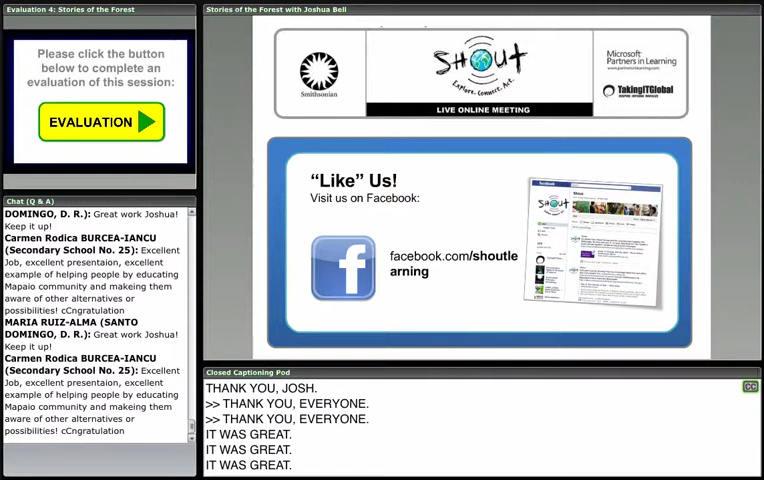 Evaluation 4: Stories of the Forest
Please click the button
below to complete an
evaluation of this session:
EVALUATION
Chat (Q & A)
DOMINGO, D. R.): Great work Joshua!
Keep it up!
Carmen Rodica BURCEA-IANCU
(Secondary School No. 25): Excellent
Job, excellent presentaion, excellent
example of helping people by educating
Mapaio community and makeing them
aware of other alternatives or
possibilities! cCngratulation
MARIA RUIZ-ALMA (SANTO
DOMINGO, D. R.): Great work Joshua!
Keep it up!
Carmen Rodica BURCEA-IANCU
(Secondary School No. 25): Excellent
Job, excellent presentaion, excellent
example of helping people by educating
Mapaio community and makeing them
aware of other alternatives or
possibilities! cCngratulation
Stories of the Forest with Joshua Bell
Smithsonian
SHOUT
Explore. Connect. Act.
LIVE ONLINE MEETING
Microsoft
Partners in Learning
TakingITGlobal
“Like” Us!
Visit us on Facebook:
facebook.com/shoutle
arning
facebook
SHOUT
Closed Captioning Pod
CC
THANK YOU, JOSH.
>> THANK YOU, EVERYONE.
>> THANK YOU, EVERYONE.
IT WAS GREAT.
IT WAS GREAT.
IT WAS GREAT.